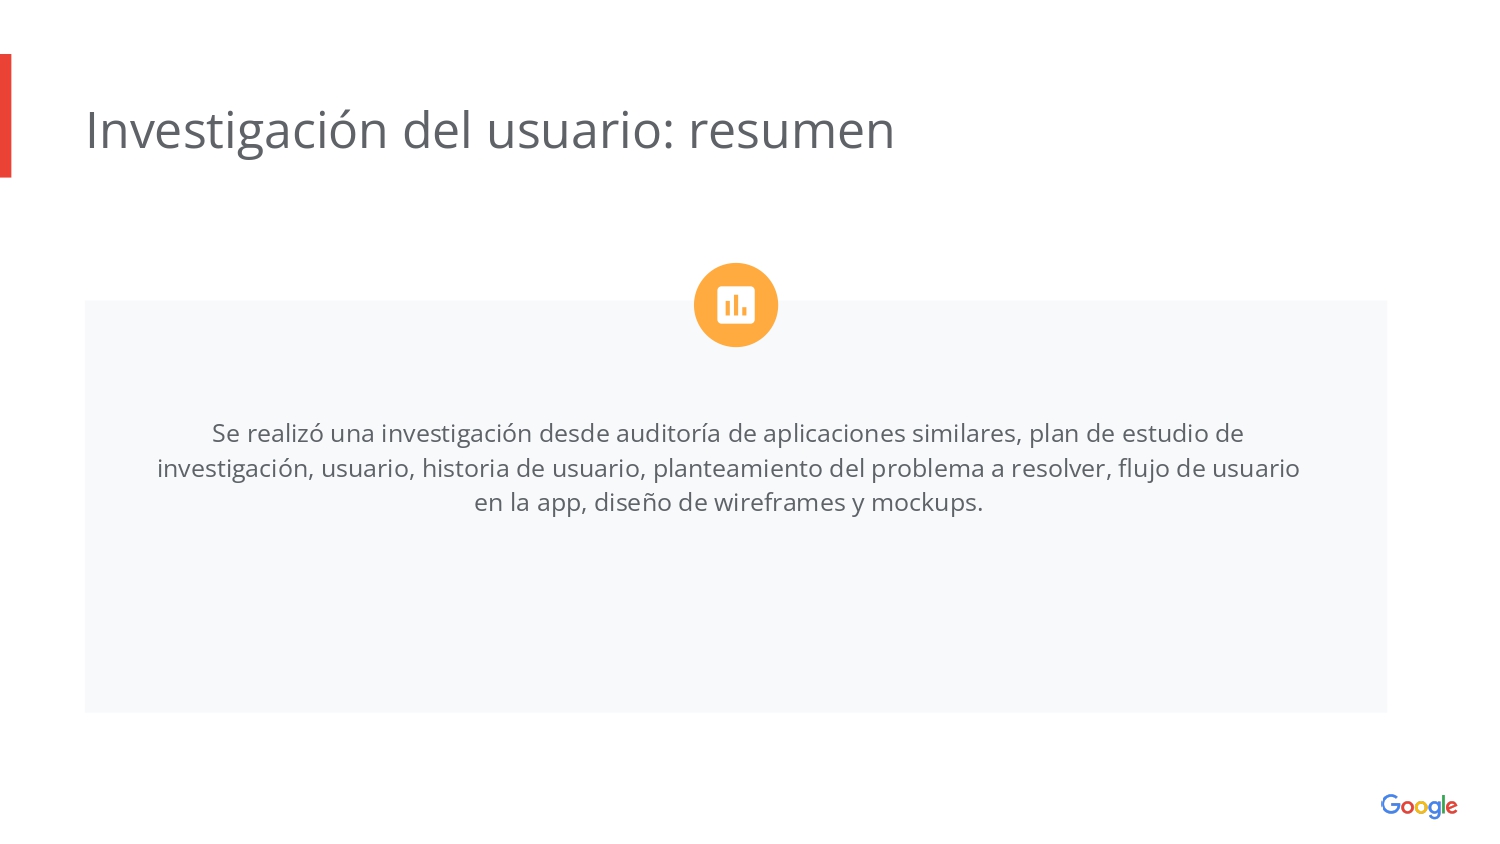 Investigación del usuario: resumen
Se realizó una investigación desde auditoría de aplicaciones similares, plan de estudio de
investigación, usuario, historia de usuario, planteamiento del problema a resolver, flujo de usuario
en la app, diseño de wireframes y mockups.
Google